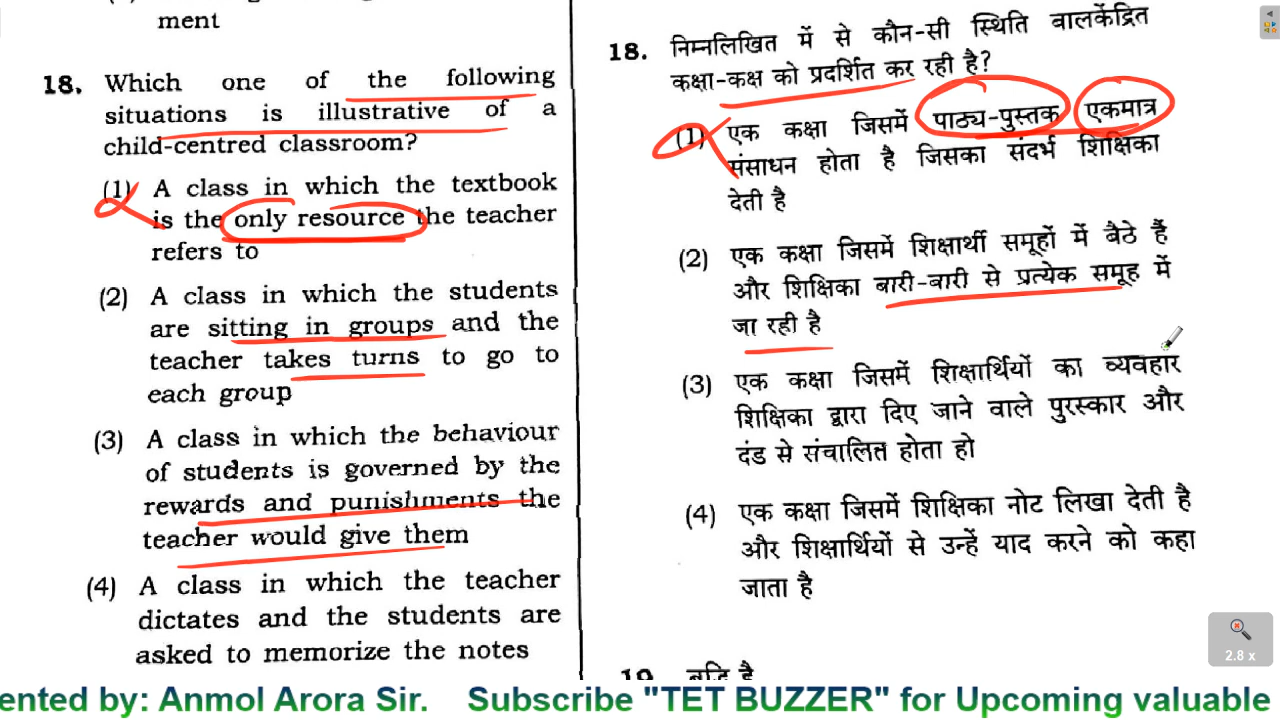 ment
18. Which one of the following
situations is illustrative of a
child-centred classroom?
(1) A class in which the textbook
is the only resource the teacher
refers to
(2) A class in which the students
are sitting in groups and the
teacher takes turns to go to
each group
(3) A class in which the behaviour
of students is governed by the
rewards and punishments the
teacher would give them
(4) A class in which the teacher
dictates and the students are
asked to memorize the notes
18. निम्नलिखित में से कौन-सी स्थिति बालकेंद्रित
कक्षा-कक्ष को प्रदर्शित कर रही है?
(1) एक कक्षा जिसमें पाठ्य-पुस्तक एकमात्र
संसाधन होता है जिसका संदर्भ शिक्षिका
देती है
(2) एक कक्षा जिसमें शिक्षार्थी समूहों में बैठे हैं
और शिक्षिका बारी-बारी से प्रत्येक समूह में
जा रही है
(3) एक कक्षा जिसमें शिक्षार्थियों का व्यवहार
शिक्षिका द्वारा दिए जाने वाले पुरस्कार और
दंड से संचालित होता हो
(4) एक कक्षा जिसमें शिक्षिका नोट लिखा देती है
और शिक्षार्थियों से उन्हें याद करने को कहा
जाता है
2.8 x
ented by: Anmol Arora Sir. Subscribe "TET BUZZER" for Upcoming valuable